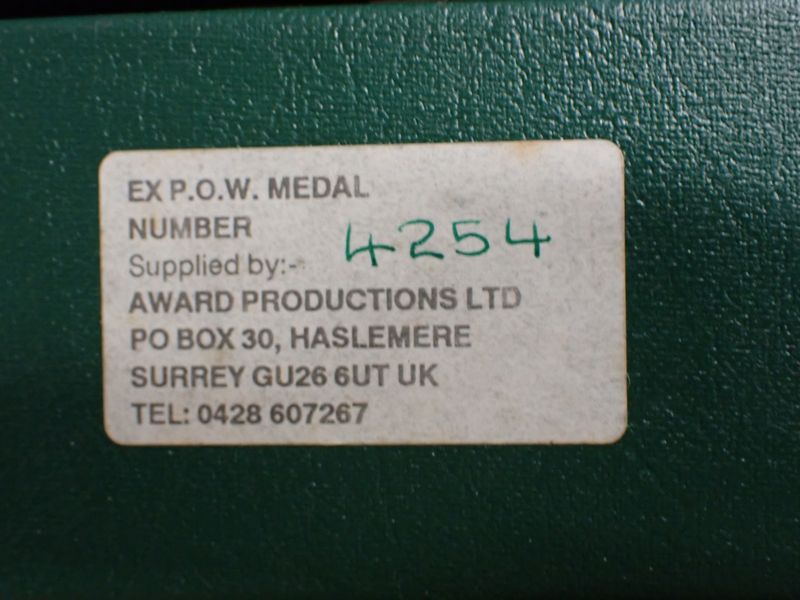 EX P.O.W. MEDAL
NUMBER 4254
Supplied by:-
AWARD PRODUCTIONS LTD
PO BOX 30, HASLEMERE
SURREY GU26 6UT UK
TEL: 0428 607267